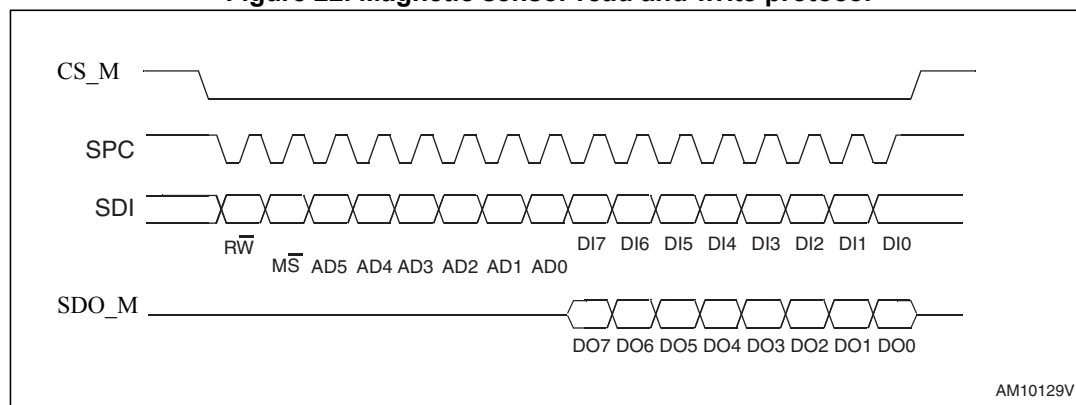 Figure 22. Magnetic sensor read and write protocol
CS_M
SPC
SDI
RW̅
MS̅ AD5 AD4 AD3 AD2 AD1 AD0
DI7 DI6 DI5 DI4 DI3 DI2 DI1 DI0
SDO_M
DO7 DO6 DO5 DO4 DO3 DO2 DO1 DO0
AM10129V